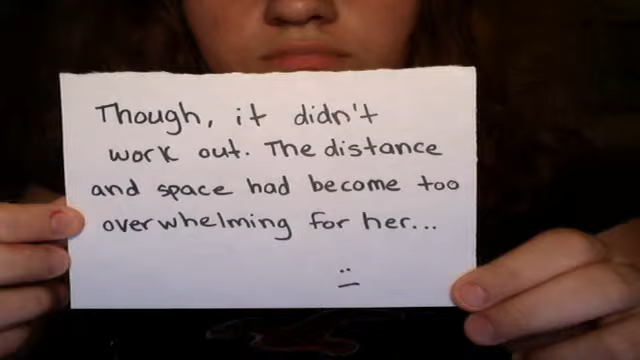 Though, it didn't
work out. The distance
and space had become too
overwhelming for her...
:|